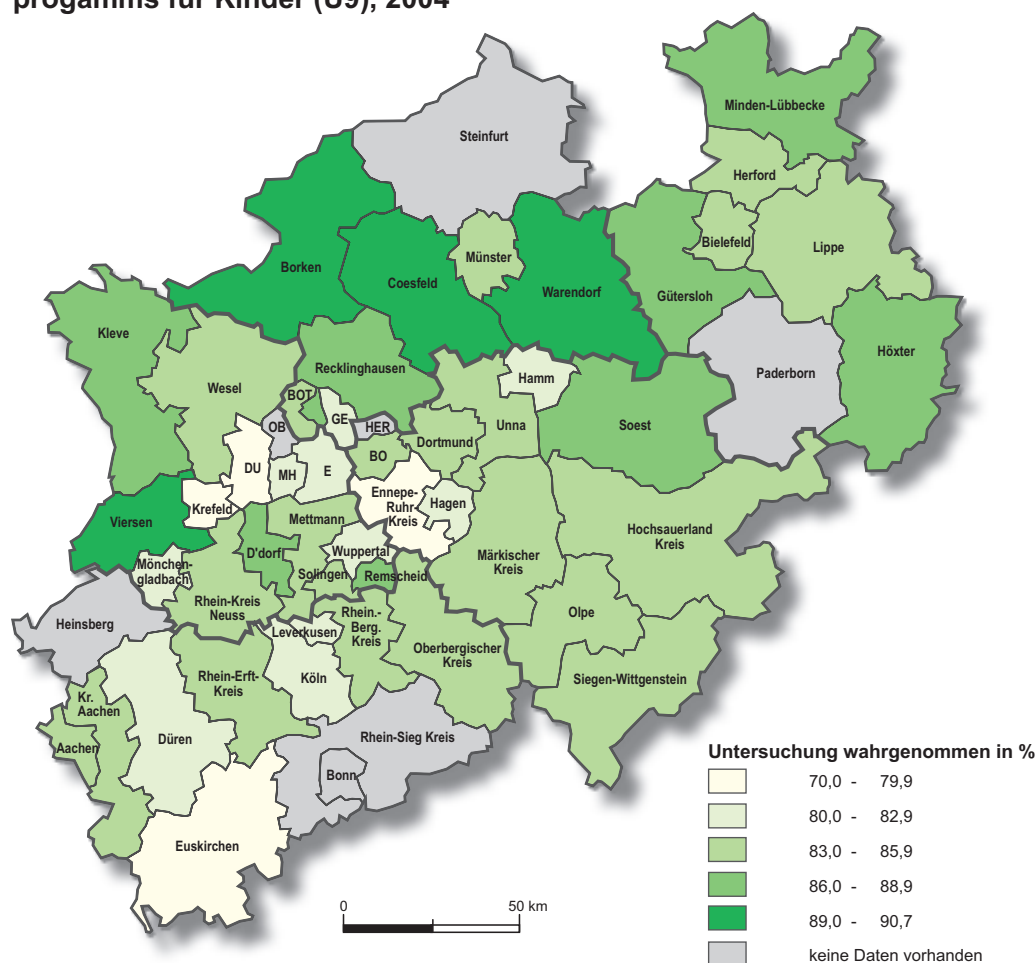 progamms für Kinder (U9), 2004
Minden-Lübbecke
Steinfurt
Herford
Bielefeld
Lippe
Münster
Borken
Coesfeld
Warendorf
Gütersloh
Kleve
Höxter
Recklinghausen
Paderborn
Wesel
Hamm
BOT
GE
OB
HER
Unna
Soest
Dortmund
BO
DU
MH
E
Ennepe-
Ruhr
Kreis
Hagen
Krefeld
Viersen
Mettmann
Hochsauerland
Kreis
D'dorf
Wuppertal
Märkischer
Kreis
Mönchen-
gladbach
Solingen
Remscheid
Rhein-Kreis
Neuss
Olpe
Heinsberg
Rhein.-
Berg.
Kreis
Leverkusen
Oberbergischer
Kreis
Rhein-Erft-
Kreis
Köln
Siegen-Wittgenstein
Kr.
Aachen
Düren
Aachen
Rhein-Sieg Kreis
Bonn
Euskirchen
Untersuchung wahrgenommen in %
70,0 - 79,9
80,0 - 82,9
83,0 - 85,9
86,0 - 88,9
89,0 - 90,7
keine Daten vorhanden
0 50 km